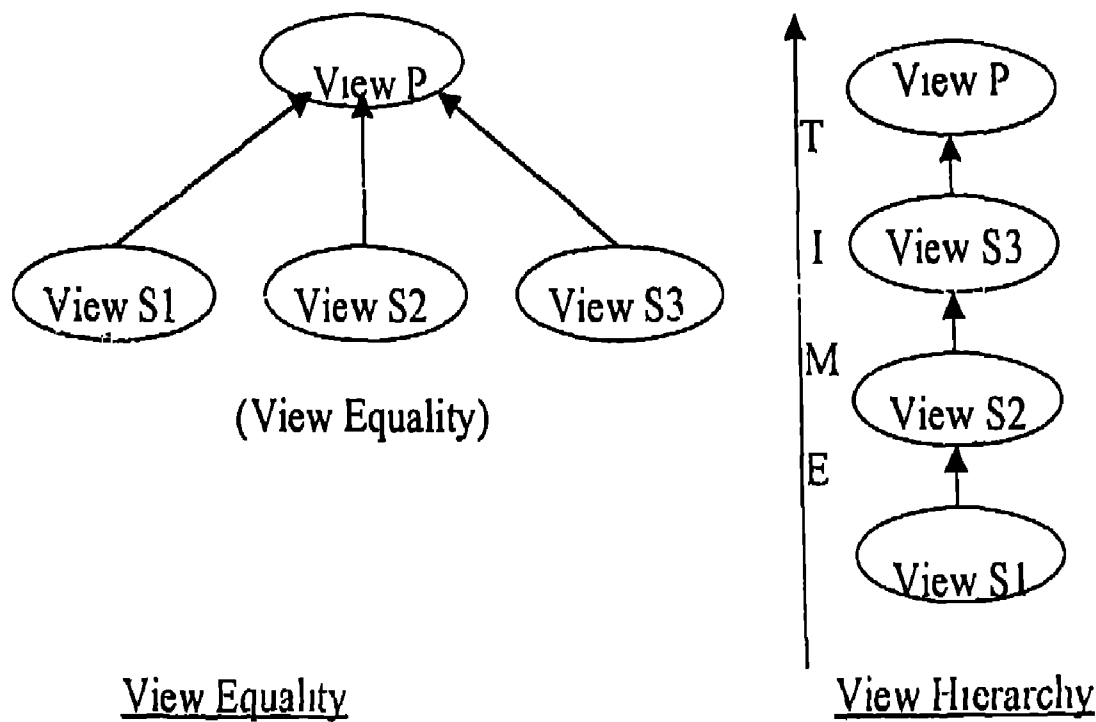 View P
View S1
View S2
View S3
(View Equality)
View Equality
T
I
M
E
View P
View S3
View S2
View S1
View Hierarchy